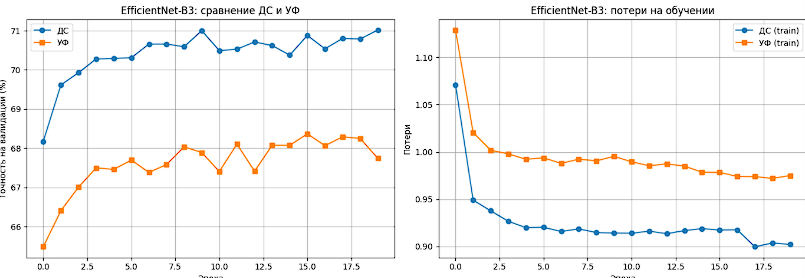 EfficientNet-B3: сравнение ДС и УФ
71
70
69
68
67
66
Точность на валидации (%)
ДС
УФ
0.0 2.5 5.0 7.5 10.0 12.5 15.0 17.5
Эпоха
EfficientNet-B3: потери на обучении
1.10
1.05
1.00
0.95
0.90
Потери
ДС (train)
УФ (train)
0.0 2.5 5.0 7.5 10.0 12.5 15.0 17.5
Эпоха